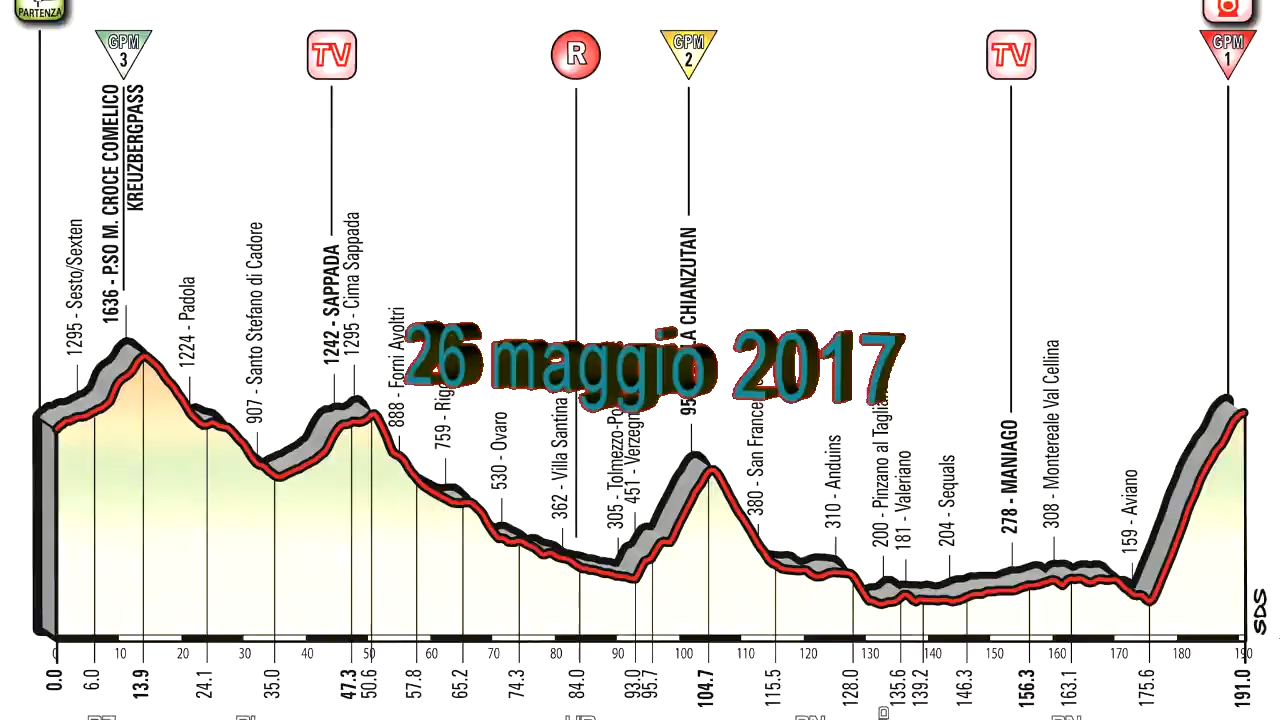 PARTENZA
GPM
3
TV
R
GPM
2
TV
GPM
1
1295 - Sesto/Sexten
1636 - P.SO M. CROCE COMELICO
KREUZBERGPASS
1224 - Padola
907 - Santo Stefano di Cadore
1242 - SAPPADA
1295 - Cima Sappada
888 - Forni Avoltri
759 -
530 - Ovaro
362 - Villa Santina
305 -
451 -
CHIANZUTAN
380 - San
310 - Anduins
200 - Pinzano al
181 - Valeriano
204 - Sequals
278 - MANIAGO
308 - Montereale Val Cellina
159 - Aviano
26 maggio 2017
SDS
0 10 20 30 40 50 60 70 80 90 100 110 120 130 140 150 160 170 180 190
0.0 6.0 13.9 24.1 35.0 47.3 50.6 57.8 65.2 74.3 84.0 93.0 95.7 104.7 115.5 128.0 135.6 139.2 146.3 156.3 163.1 175.6 191.0